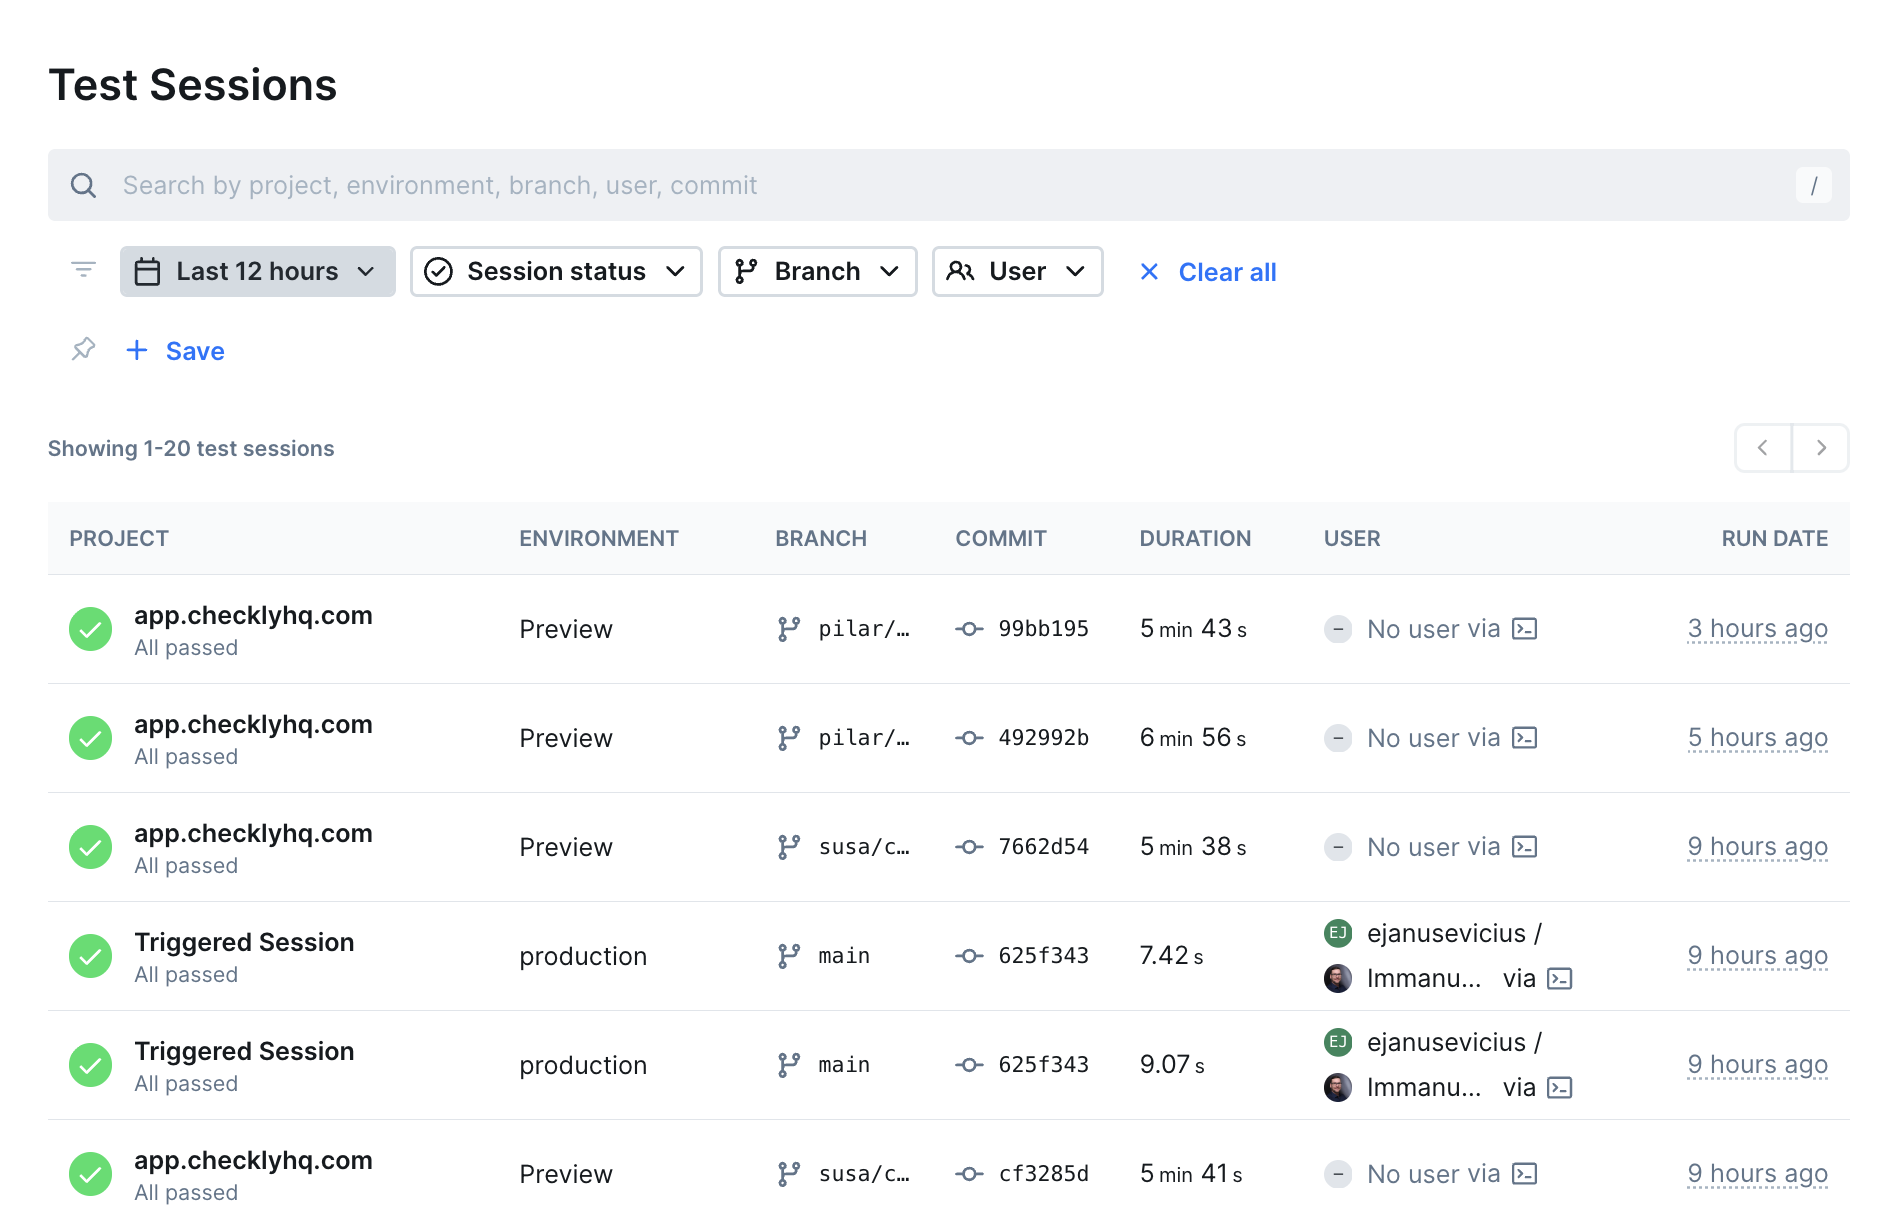 Test Sessions
Search by project, environment, branch, user, commit /
Last 12 hours Session status Branch User Clear all
Save
Showing 1-20 test sessions
PROJECT ENVIRONMENT BRANCH COMMIT DURATION USER RUN DATE
app.checklyhq.com
All passed
Preview pilar/… 99bb195 5 min 43 s No user via 3 hours ago
app.checklyhq.com
All passed
Preview pilar/… 492992b 6 min 56 s No user via 5 hours ago
app.checklyhq.com
All passed
Preview susa/c… 7662d54 5 min 38 s No user via 9 hours ago
Triggered Session
All passed
production main 625f343 7.42 s
EJ ejanusevicius /
Immanu… via
9 hours ago
Triggered Session
All passed
production main 625f343 9.07 s
EJ ejanusevicius /
Immanu… via
9 hours ago
app.checklyhq.com
All passed
Preview susa/c… cf3285d 5 min 41 s No user via 9 hours ago